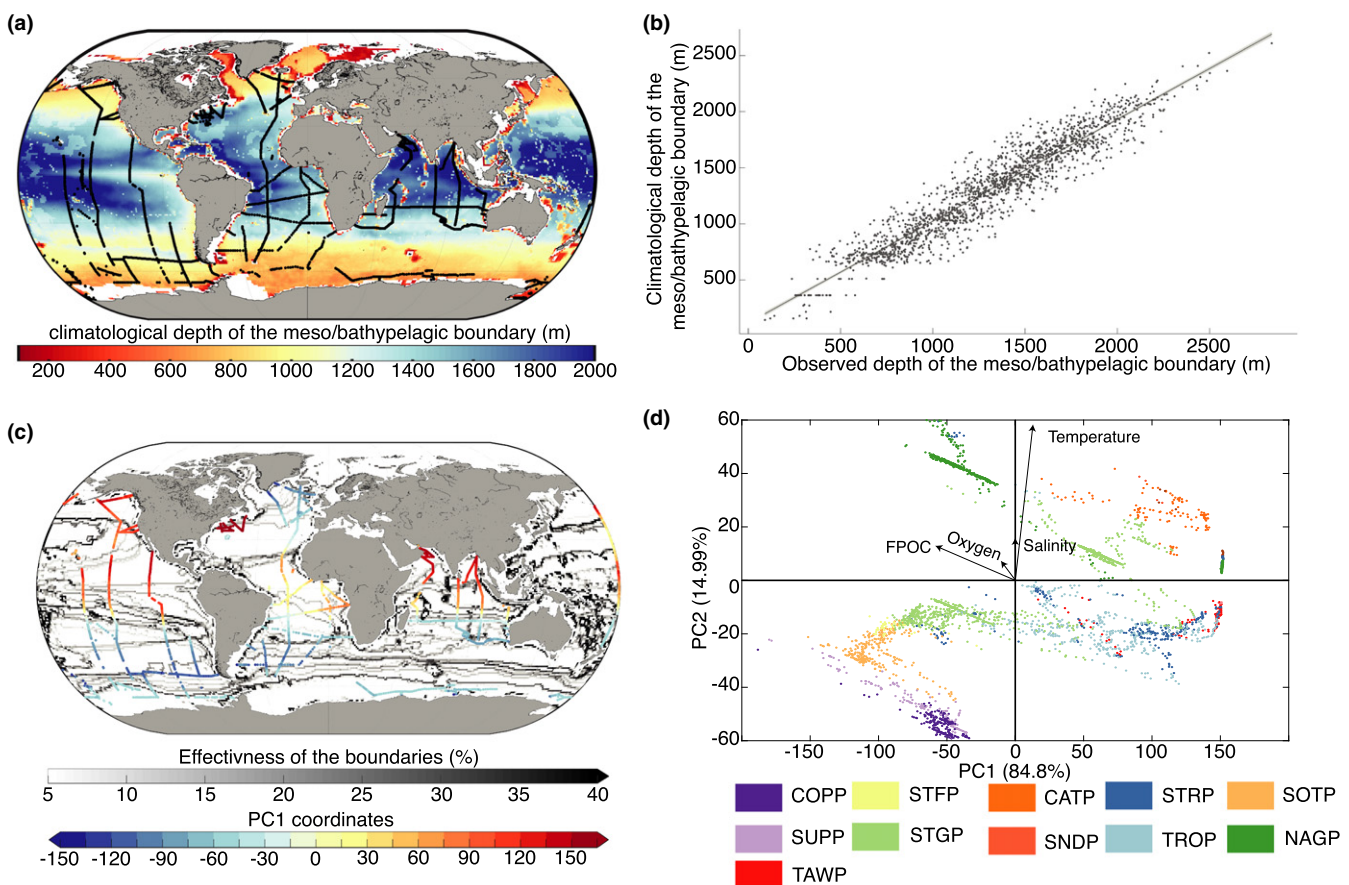 (a)
climatological depth of the meso/bathypelagic boundary (m)
200 400 600 800 1000 1200 1400 1600 1800 2000
(b)
Climatological depth of the
meso/bathypelagic boundary (m)
2500
2000
1500
1000
500
0 500 1000 1500 2000 2500
Observed depth of the meso/bathypelagic boundary (m)
(c)
Effectivness of the boundaries (%)
5 10 15 20 25 30 35 40
PC1 coordinates
-150 -120 -90 -60 -30 0 30 60 90 120 150
(d)
PC2 (14.99%)
60
40
20
0
-20
-40
-60
Temperature
FPOC
Oxygen
Salinity
-150 -100 -50 0 50 100 150
PC1 (84.8%)
COPP STFP CATP STRP SOTP
SUPP STGP SNDP TROP NAGP
TAWP